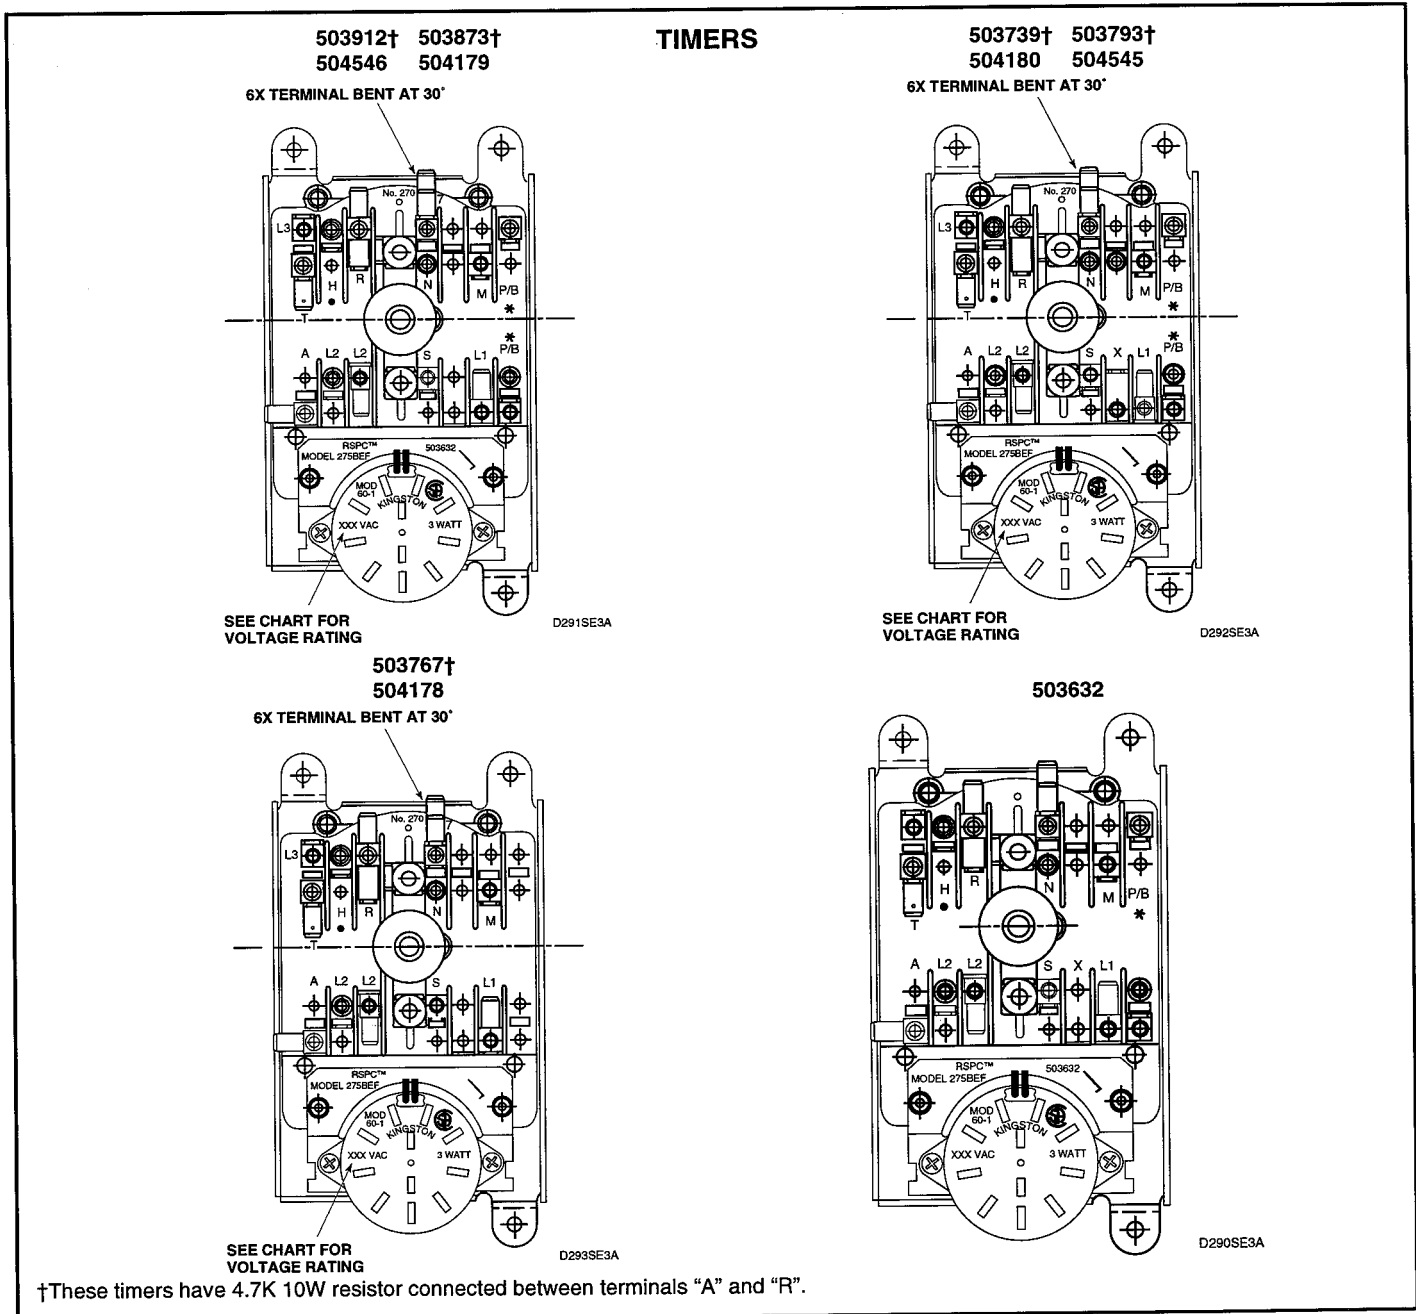 TIMERS
503912† 503873†
504546 504179
6X TERMINAL BENT AT 30°
No. 270
7
L3
H
R
N
M
P/B
*
T
*
P/B
A L2 L2 S L1
RSPC™
MODEL 275BEF
503632
MOD
60-1
KINGSTON
XXX VAC
3 WATT
SEE CHART FOR
VOLTAGE RATING
D291SE3A
503739† 503793†
504180 504545
6X TERMINAL BENT AT 30°
No. 270
L3
H
R
N
M
P/B
*
T
*
P/B
A L2 L2 S X L1
RSPC™
MODEL 275BEF
MOD
60-1
KINGSTON
XXX VAC
3 WATT
SEE CHART FOR
VOLTAGE RATING
D292SE3A
503767†
504178
6X TERMINAL BENT AT 30°
No. 270
7
L3
H
R
N
M
T
A L2 L2 S L1
RSPC™
MODEL 275BEF
MOD
60-1
KINGSTON
XXX VAC
3 WATT
SEE CHART FOR
VOLTAGE RATING
D293SE3A
503632
H
R
N
M
P/B
*
T
A L2 L2 S X L1
RSPC™
MODEL 275BEF
503632
MOD
60-1
KINGSTON
XXX VAC
3 WATT
D290SE3A
†These timers have 4.7K 10W resistor connected between terminals “A” and “R”.